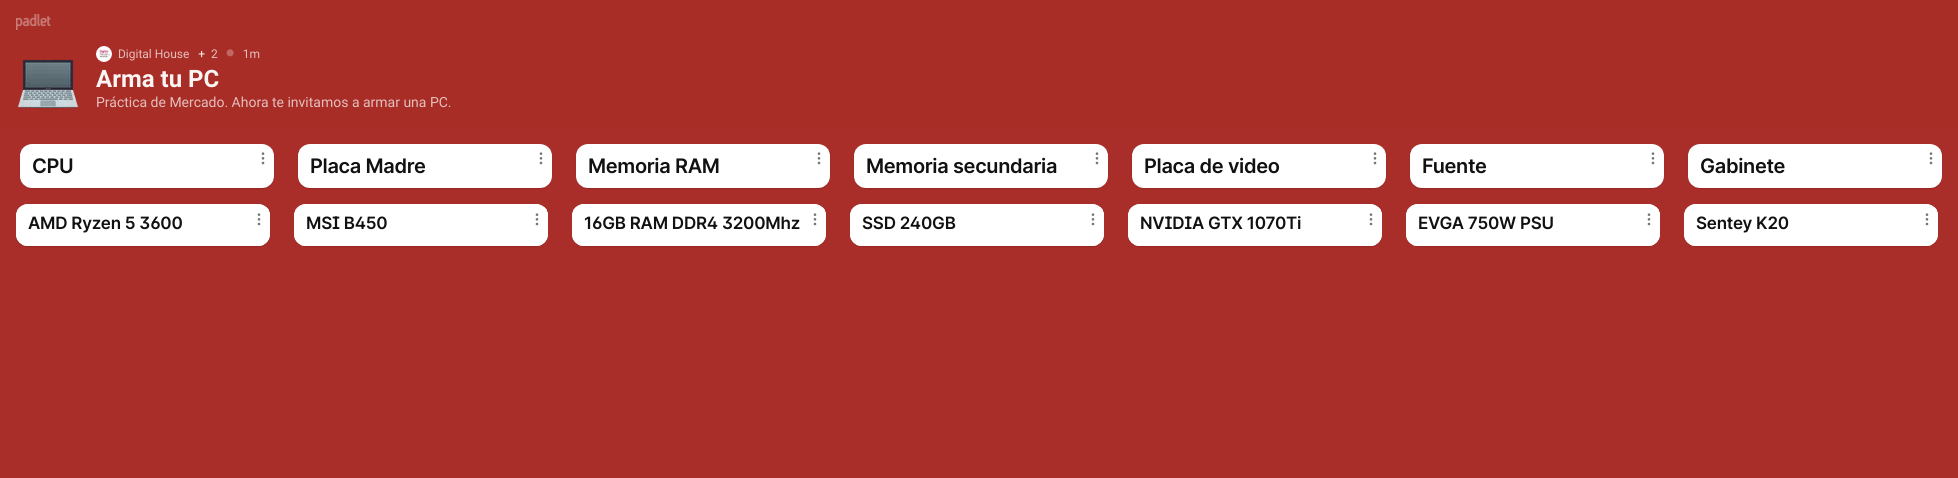 padlet
Digital House + 2 1m
Arma tu PC
Práctica de Mercado. Ahora te invitamos a armar una PC.
CPU
Placa Madre
Memoria RAM
Memoria secundaria
Placa de video
Fuente
Gabinete
AMD Ryzen 5 3600
MSI B450
16GB RAM DDR4 3200Mhz
SSD 240GB
NVIDIA GTX 1070Ti
EVGA 750W PSU
Sentey K20